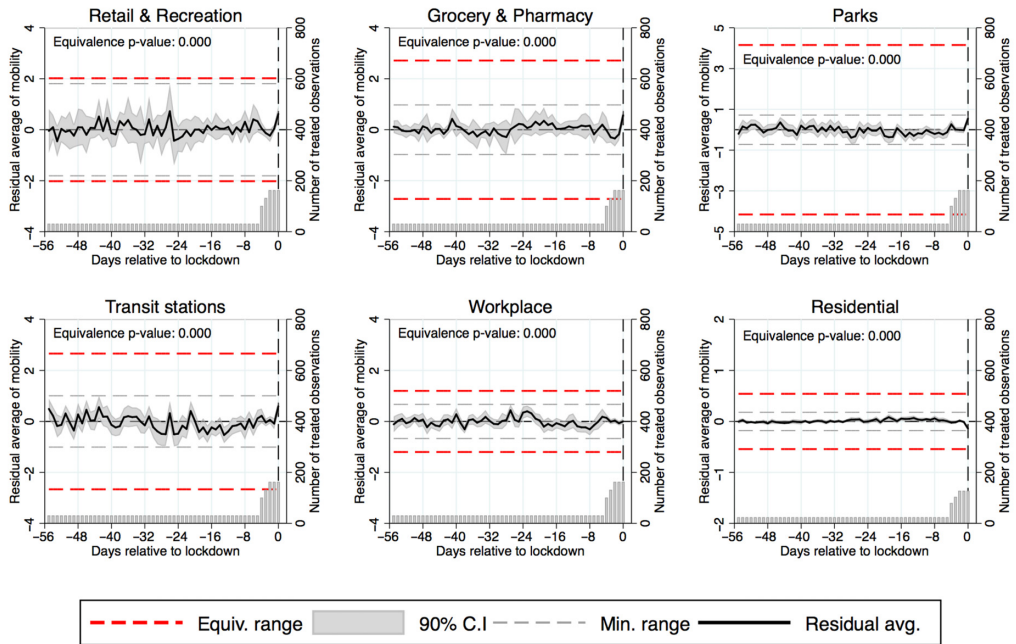 Retail & Recreation
Equivalence p-value: 0.000
Residual average of mobility
4
2
0
−2
−4
Number of treated observations
800
600
400
200
0
−56 −48 −40 −32 −24 −16 −8 0
Days relative to lockdown
Grocery & Pharmacy
Equivalence p-value: 0.000
Residual average of mobility
4
2
0
−2
−4
Number of treated observations
800
600
400
200
0
−56 −48 −40 −32 −24 −16 −8 0
Days relative to lockdown
Parks
Equivalence p-value: 0.000
Residual average of mobility
5
3
1
−1
−3
−5
Number of treated observations
800
600
400
200
0
−56 −48 −40 −32 −24 −16 −8 0
Days relative to lockdown
Transit stations
Equivalence p-value: 0.000
Residual average of mobility
4
2
0
−2
−4
Number of treated observations
800
600
400
200
0
−56 −48 −40 −32 −24 −16 −8 0
Days relative to lockdown
Workplace
Equivalence p-value: 0.000
Residual average of mobility
4
2
0
−2
−4
Number of treated observations
800
600
400
200
0
−56 −48 −40 −32 −24 −16 −8 0
Days relative to lockdown
Residential
Equivalence p-value: 0.000
Residual average of mobility
2
1
0
−1
−2
Number of treated observations
800
600
400
200
0
−56 −48 −40 −32 −24 −16 −8 0
Days relative to lockdown
Equiv. range 90% C.I Min. range Residual avg.